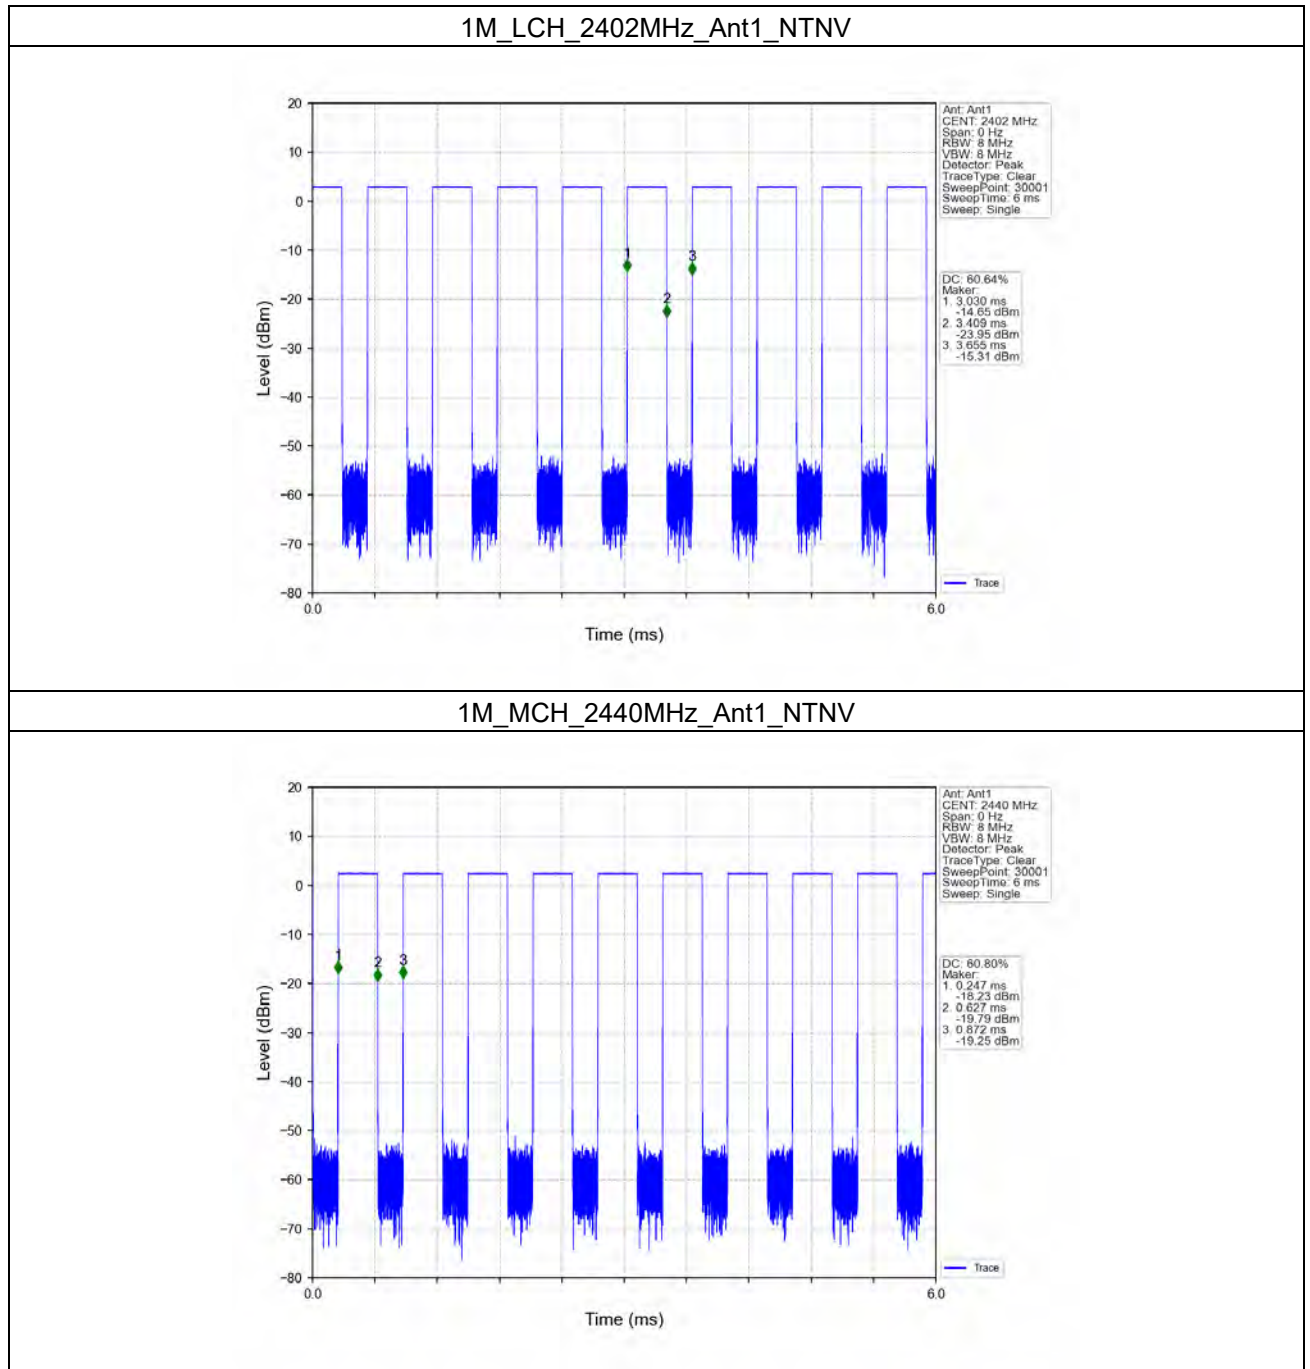 1M_LCH_2402MHz_Ant1_NTNV
20
10
0
−10
−20
−30
−40
−50
−60
−70
−80
Level (dBm)
0.0
6.0
Time (ms)
1
2
3
Ant: Ant1
CENT: 2402 MHz
Span: 0 Hz
RBW: 8 MHz
VBW: 8 MHz
Detector: Peak
TraceType: Clear
SweepPoint: 30001
SweepTime: 6 ms
Sweep: Single
DC: 60.64%
Maker:
1. 3.030 ms
-14.65 dBm
2. 3.409 ms
-23.95 dBm
3. 3.655 ms
-15.31 dBm
Trace
1M_MCH_2440MHz_Ant1_NTNV
20
10
0
−10
−20
−30
−40
−50
−60
−70
−80
Level (dBm)
0.0
6.0
Time (ms)
1
2
3
Ant: Ant1
CENT: 2440 MHz
Span: 0 Hz
RBW: 8 MHz
VBW: 8 MHz
Detector: Peak
TraceType: Clear
SweepPoint: 30001
SweepTime: 6 ms
Sweep: Single
DC: 60.80%
Maker:
1. 0.247 ms
-18.23 dBm
2. 0.627 ms
-19.79 dBm
3. 0.872 ms
-19.25 dBm
Trace